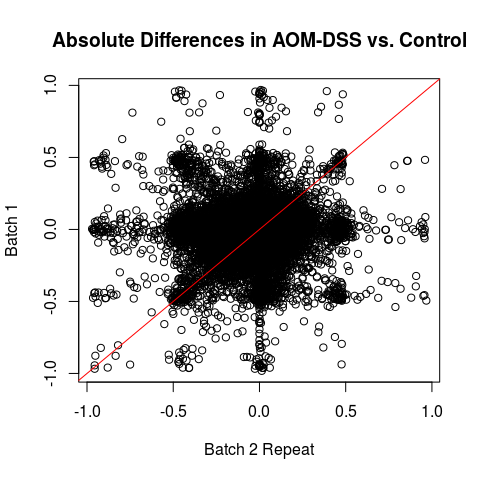 Absolute Differences in AOM-DSS vs. Control
Batch 1
1.0
0.5
0.0
-0.5
-1.0
-1.0 -0.5 0.0 0.5 1.0
Batch 2 Repeat